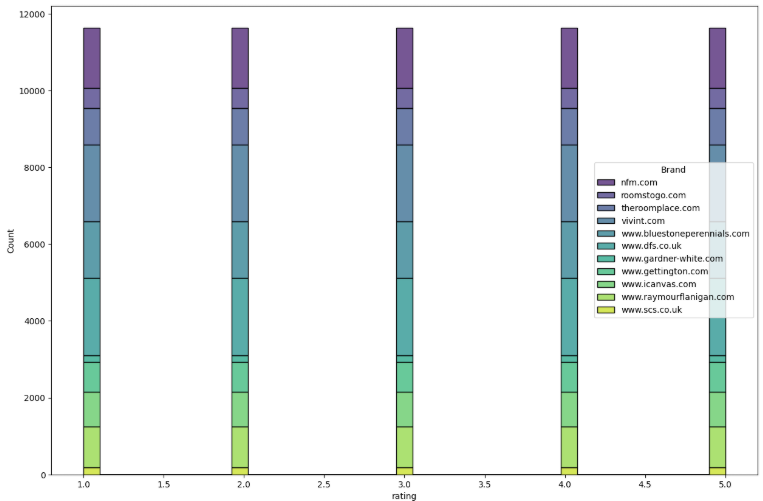 12000
10000
8000
6000
4000
2000
0
Count
1.0 1.5 2.0 2.5 3.0 3.5 4.0 4.5 5.0
rating
Brand
nfm.com
roomstogo.com
theroomplace.com
vivint.com
www.bluestoneperennials.com
www.dfs.co.uk
www.gardner-white.com
www.gettington.com
www.icanvas.com
www.raymourflanigan.com
www.scs.co.uk